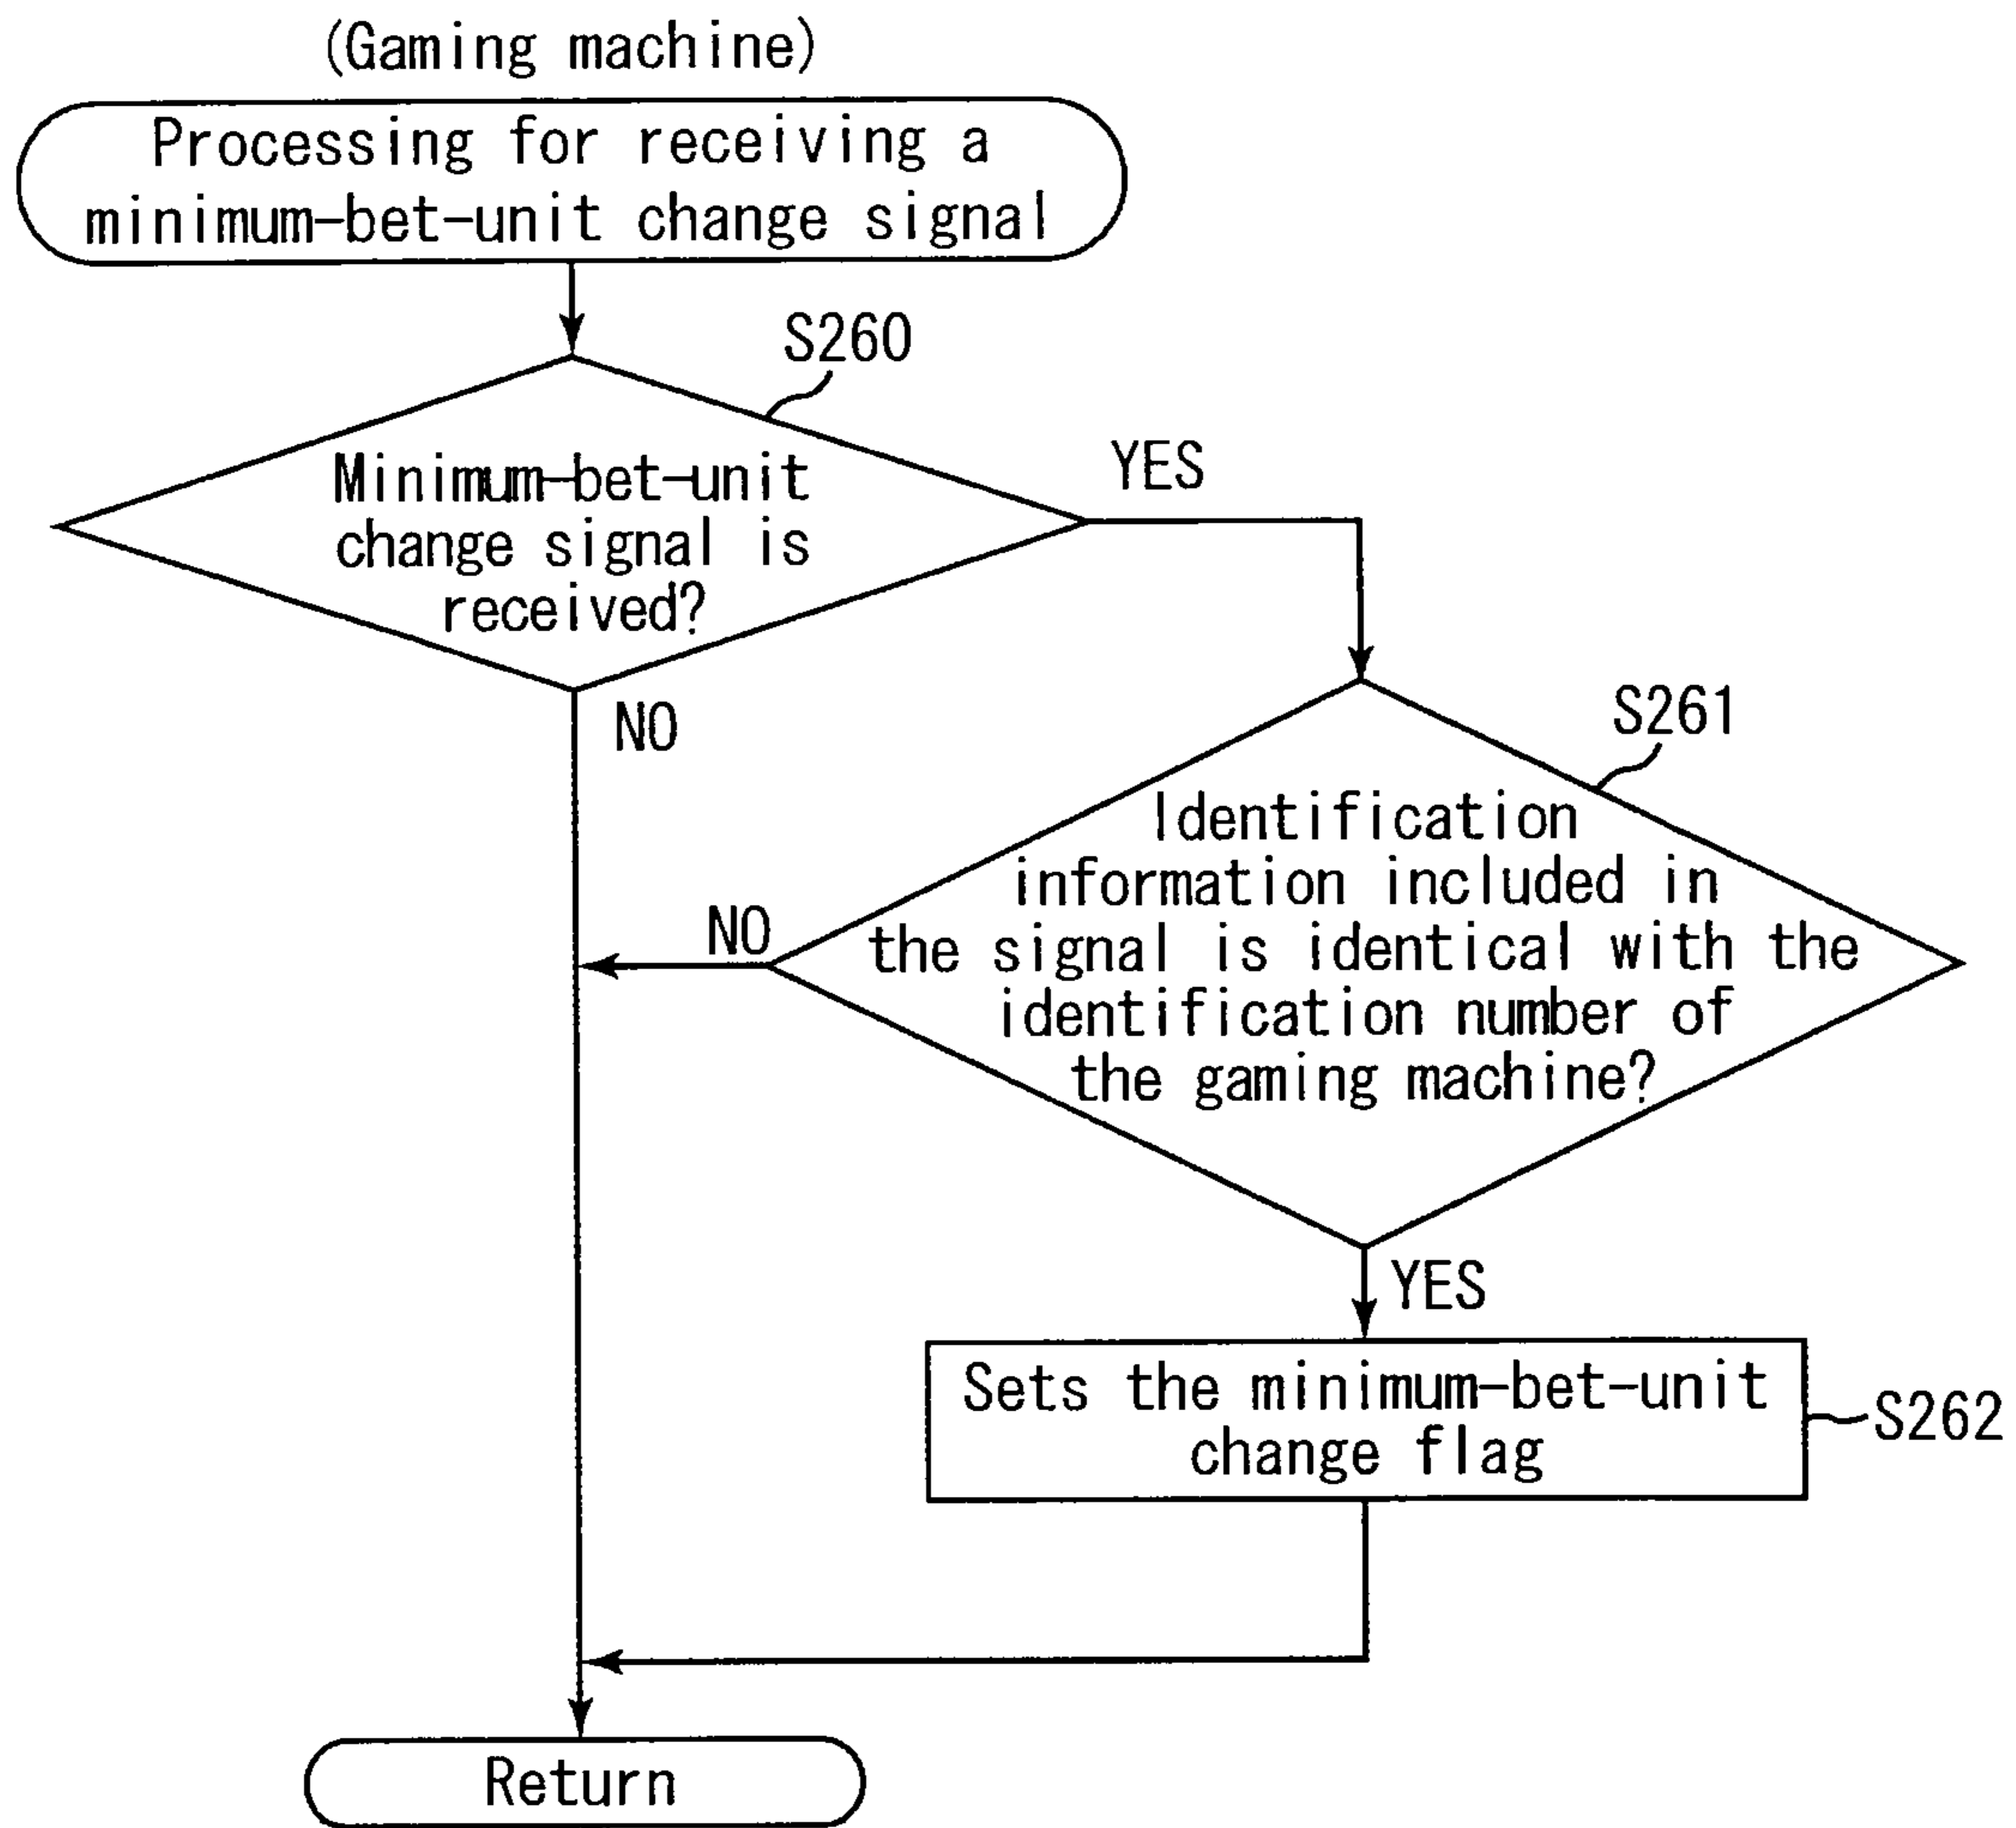 (Gaming machine)
Processing for receiving a
minimum-bet-unit change signal
S260
Minimum-bet-unit
change signal is
received?
YES
NO
S261
Identification
information included in
the signal is identical with the
identification number of
the gaming machine?
NO
YES
Sets the minimum-bet-unit
change flag
S262
Return